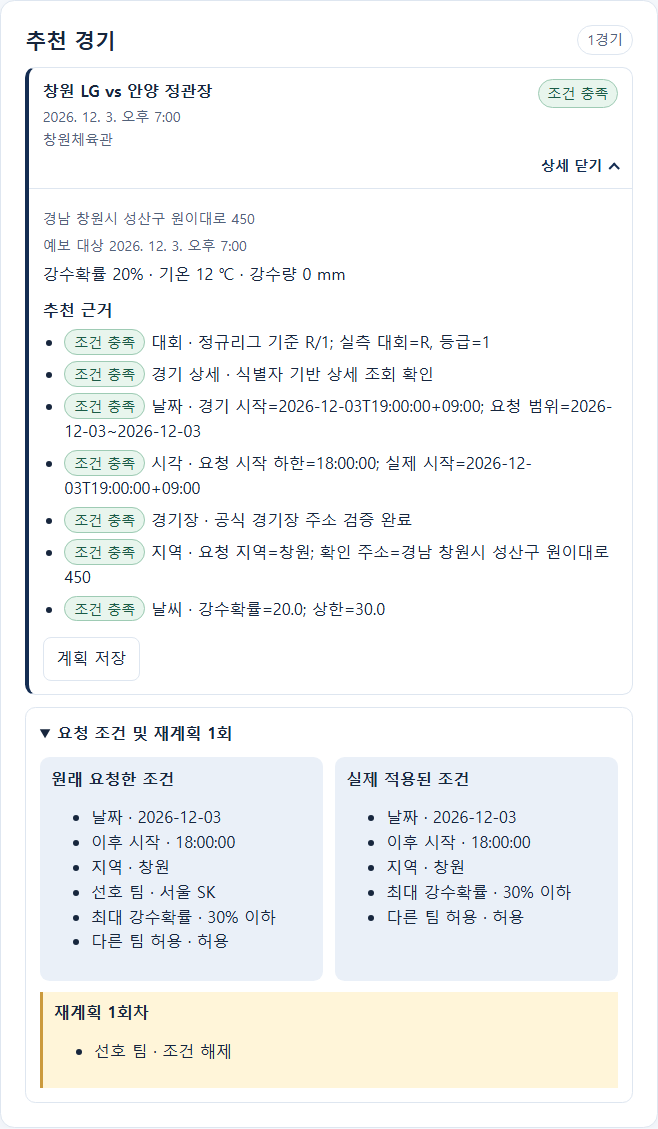 추천 경기
1경기
창원 LG vs 안양 정관장
조건 충족
2026. 12. 3. 오후 7:00
창원체육관
상세 닫기
경남 창원시 성산구 원이대로 450
예보 대상 2026. 12. 3. 오후 7:00
강수확률 20% · 기온 12 ℃ · 강수량 0 mm
추천 근거
• 조건 충족 대회 · 정규리그 기준 R/1; 실측 대회=R, 등급=1
• 조건 충족 경기 상세 · 식별자 기반 상세 조회 확인
• 조건 충족 날짜 · 경기 시작=2026-12-03T19:00:00+09:00; 요청 범위=2026-
12-03~2026-12-03
• 조건 충족 시각 · 요청 시작 하한=18:00:00; 실제 시작=2026-12-
03T19:00:00+09:00
• 조건 충족 경기장 · 공식 경기장 주소 검증 완료
• 조건 충족 지역 · 요청 지역=창원; 확인 주소=경남 창원시 성산구 원이대로
450
• 조건 충족 날씨 · 강수확률=20.0; 상한=30.0
계획 저장
▼ 요청 조건 및 재계획 1회
원래 요청한 조건
• 날짜 · 2026-12-03
• 이후 시작 · 18:00:00
• 지역 · 창원
• 선호 팀 · 서울 SK
• 최대 강수확률 · 30% 이하
• 다른 팀 허용 · 허용
실제 적용된 조건
• 날짜 · 2026-12-03
• 이후 시작 · 18:00:00
• 지역 · 창원
• 최대 강수확률 · 30% 이하
• 다른 팀 허용 · 허용
재계획 1회차
• 선호 팀 · 조건 해제